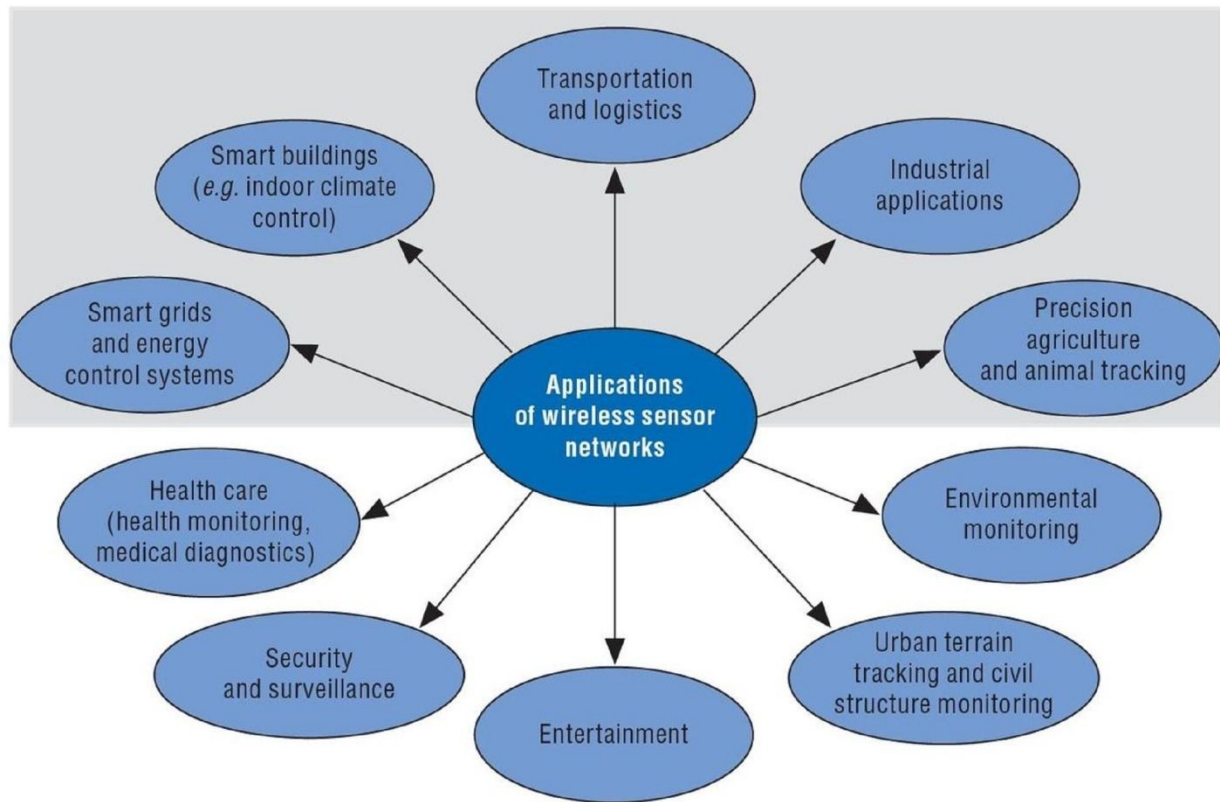 Transportation
and logistics
Smart buildings
(e.g. indoor climate
control)
Industrial
applications
Smart grids
and energy
control systems
Precision
agriculture
and animal tracking
Applications
of wireless sensor
networks
Health care
(health monitoring,
medical diagnostics)
Environmental
monitoring
Security
and surveillance
Urban terrain
tracking and civil
structure monitoring
Entertainment